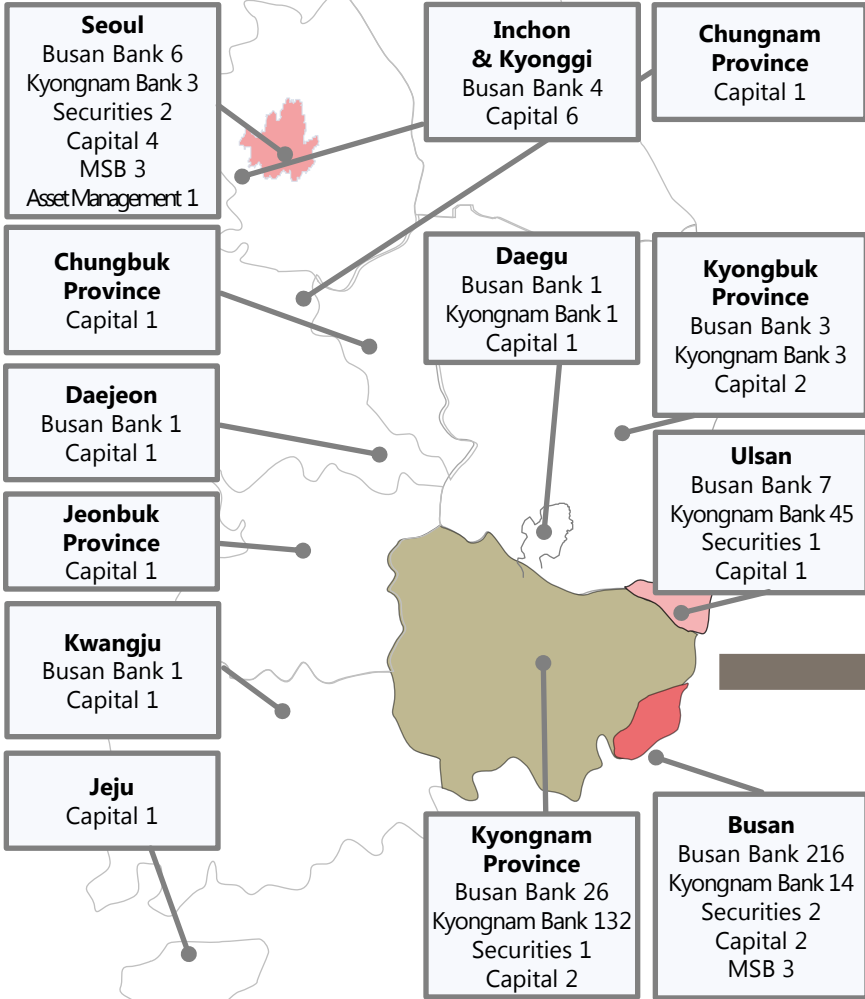 Seoul
Busan Bank 6
Kyongnam Bank 3
Securities 2
Capital 4
MSB 3
Asset Management 1
Inchon
& Kyonggi
Busan Bank 4
Capital 6
Chungnam
Province
Capital 1
Chungbuk
Province
Capital 1
Daegu
Busan Bank 1
Kyongnam Bank 1
Capital 1
Kyongbuk
Province
Busan Bank 3
Kyongnam Bank 3
Capital 2
Daejeon
Busan Bank 1
Capital 1
Ulsan
Busan Bank 7
Kyongnam Bank 45
Securities 1
Capital 1
Jeonbuk
Province
Capital 1
Kwangju
Busan Bank 1
Capital 1
Jeju
Capital 1
Kyongnam
Province
Busan Bank 26
Kyongnam Bank 132
Securities 1
Capital 2
Busan
Busan Bank 216
Kyongnam Bank 14
Securities 2
Capital 2
MSB 3